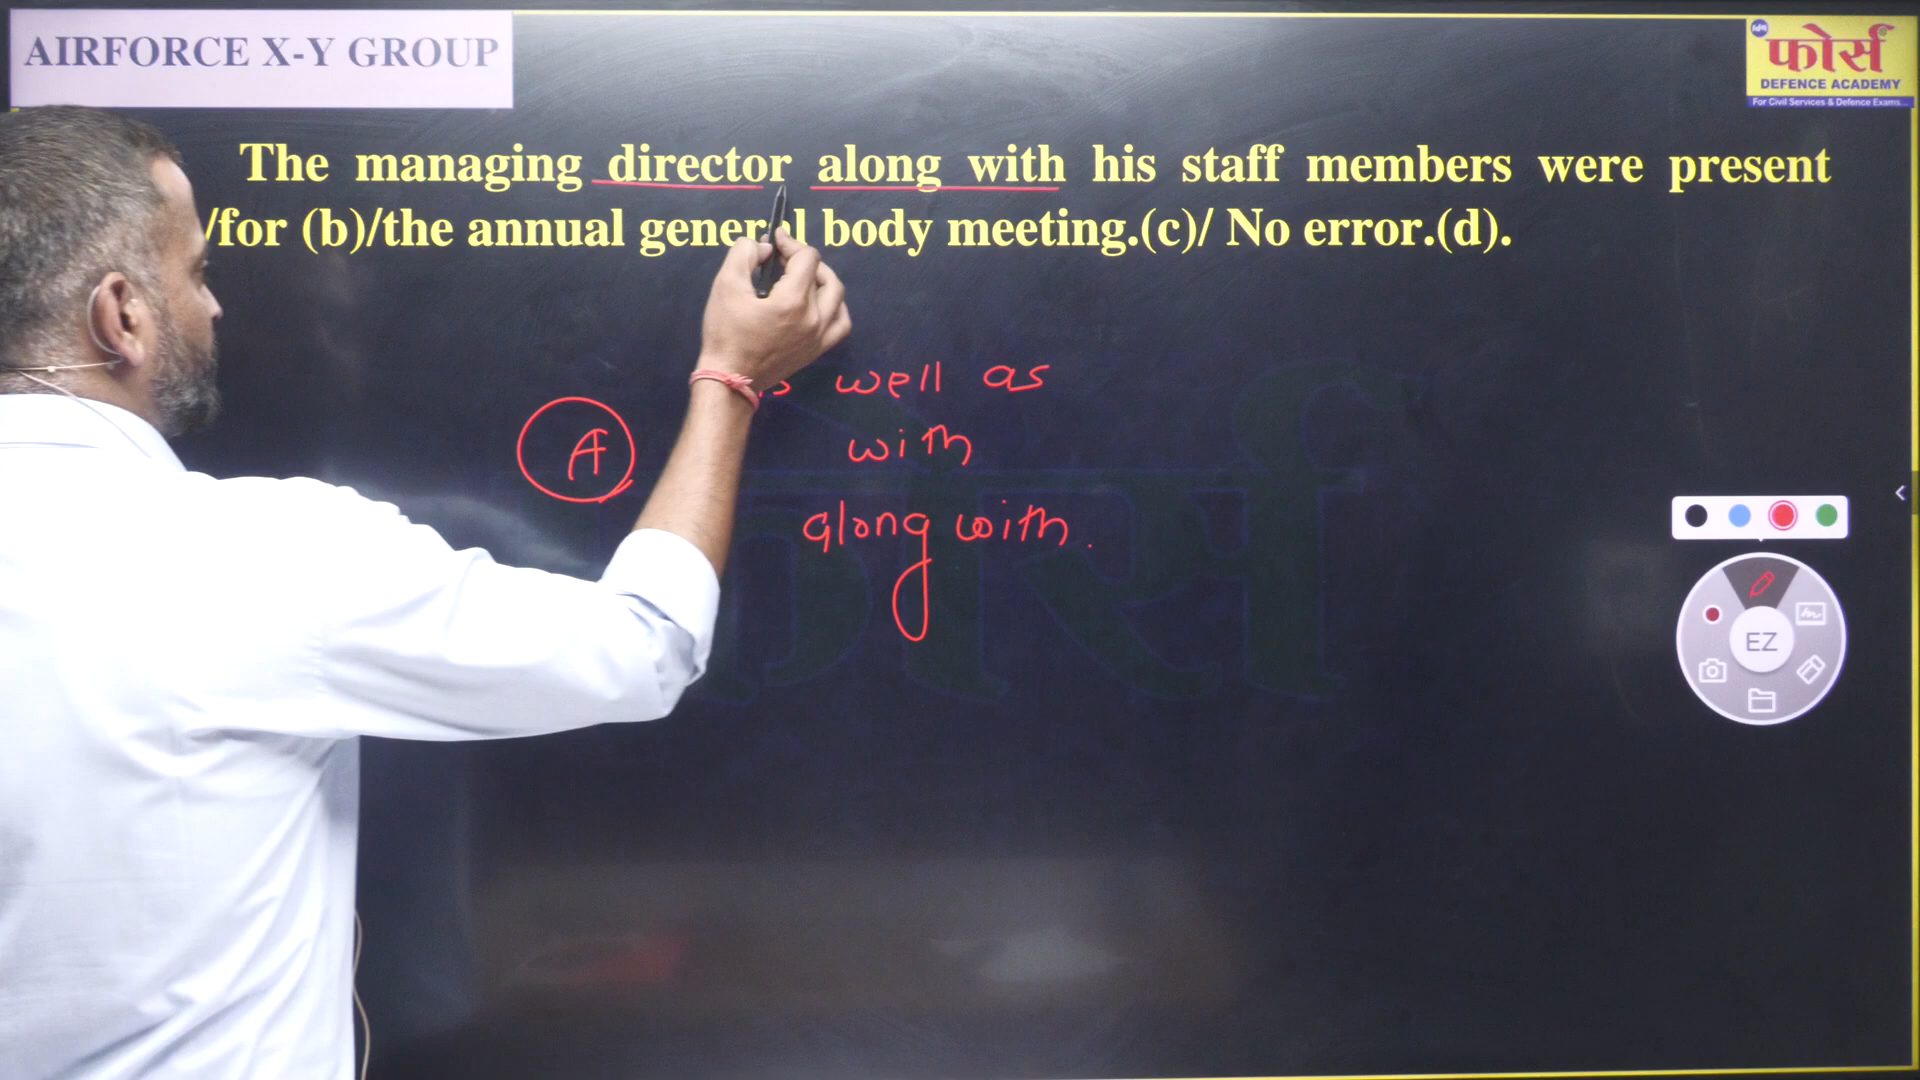 AIRFORCE X-Y GROUP
फोर्स
DEFENCE ACADEMY
For Civil Services & Defence Exams...
The managing director along with his staff members were present
/for (b)/the annual general body meeting.(c)/ No error.(d).
well as
A
with
along with.
EZ